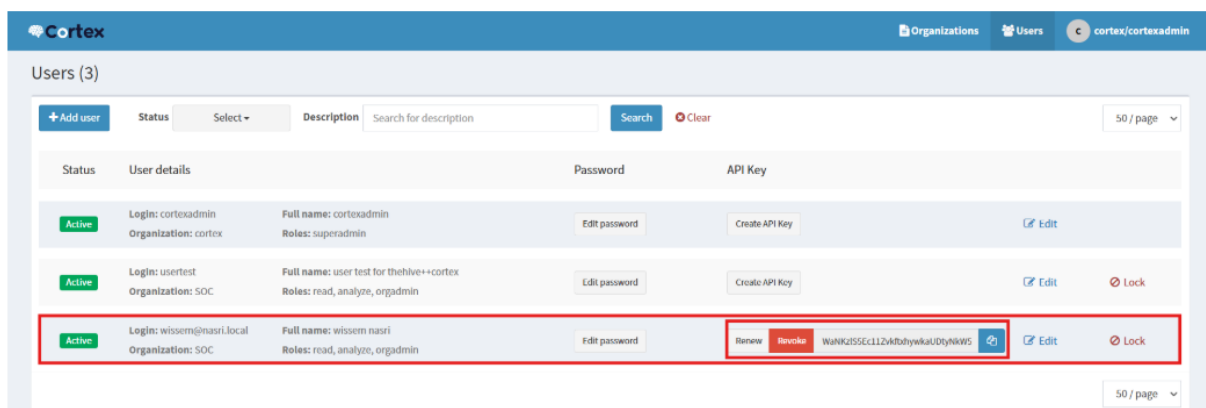 Cortex
Organizations Users c cortex/cortexadmin
Users (3)
+ Add user Status Select Description Search for description Search Clear 50 / page
Status User details Password API Key
Active Login: cortexadmin Full name: cortexadmin Edit password Create API Key Edit
Organization: cortex Roles: superadmin
Active Login: usertest Full name: user test for thehive++cortex Edit password Create API Key Edit Lock
Organization: SOC Roles: read, analyze, orgadmin
Active Login: wissem@nasri.local Full name: wissem nasri Edit password Renew Revoke Edit Lock
Organization: SOC Roles: read, analyze, orgadmin
50 / page